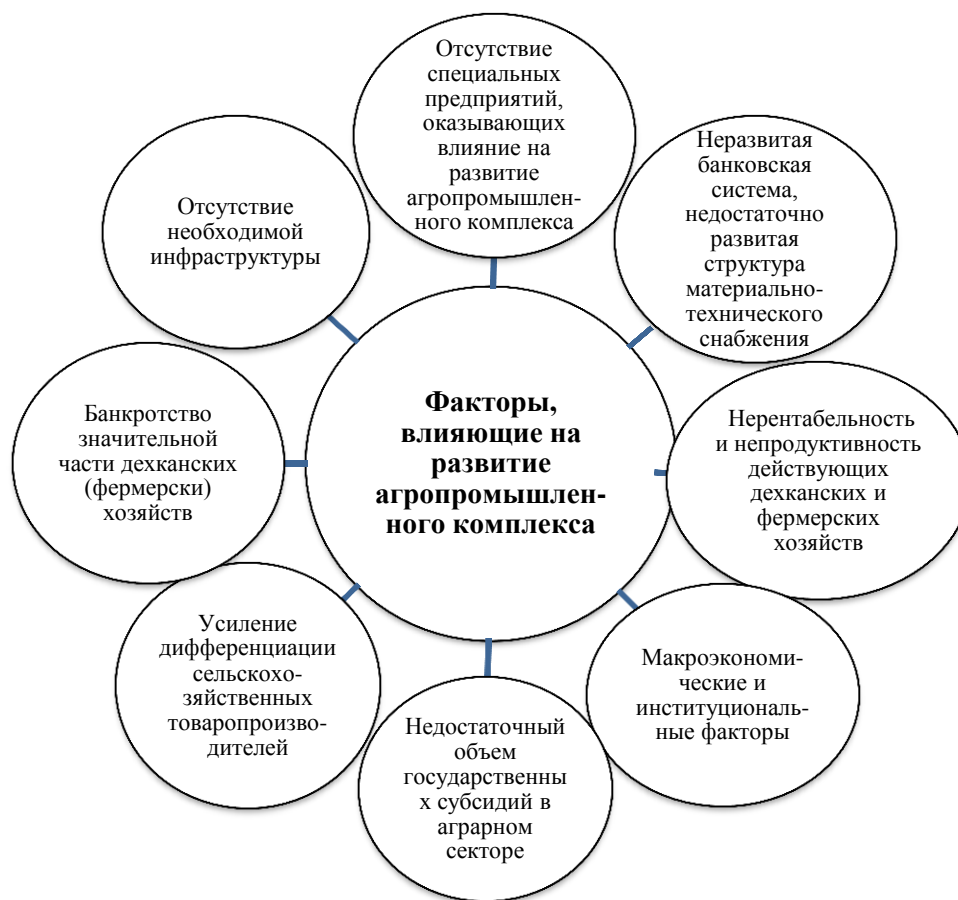 Отсутствие
специальных
предприятий,
оказывающих
влияние на
развитие
агропромышлен-
ного комплекса
Неразвитая
банковская
система,
недостаточно
развитая
структура
материально-
технического
снабжения
Нерентабельность
и непродуктивность
действующих
дехканских и
фермерских
хозяйств
Макроэкономи-
ческие и
институциональ-
ные факторы
Недостаточный
объем
государственны
х субсидий в
аграрном
секторе
Усиление
дифференциации
сельскохо-
зяйственных
товаропроизво-
дителей
Банкротство
значительной
части дехканских
(фермерски)
хозяйств
Отсутствие
необходимой
инфраструктуры
Факторы,
влияющие на
развитие
агропромышлен-
ного комплекса